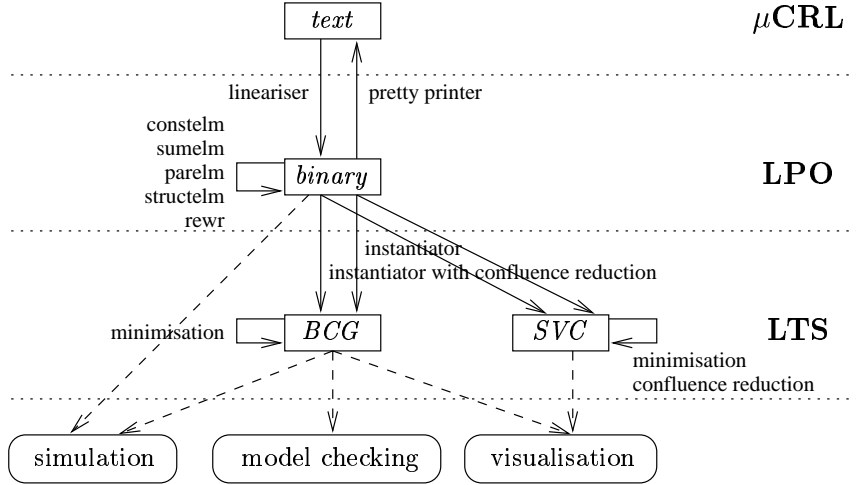 text
μCRL
lineariser
pretty printer
constelm
sumelm
parelm
structelm
rewr
binary
LPO
instantiator
instantiator with confluence reduction
minimisation
BCG
SVC
LTS
minimisation
confluence reduction
simulation
model checking
visualisation